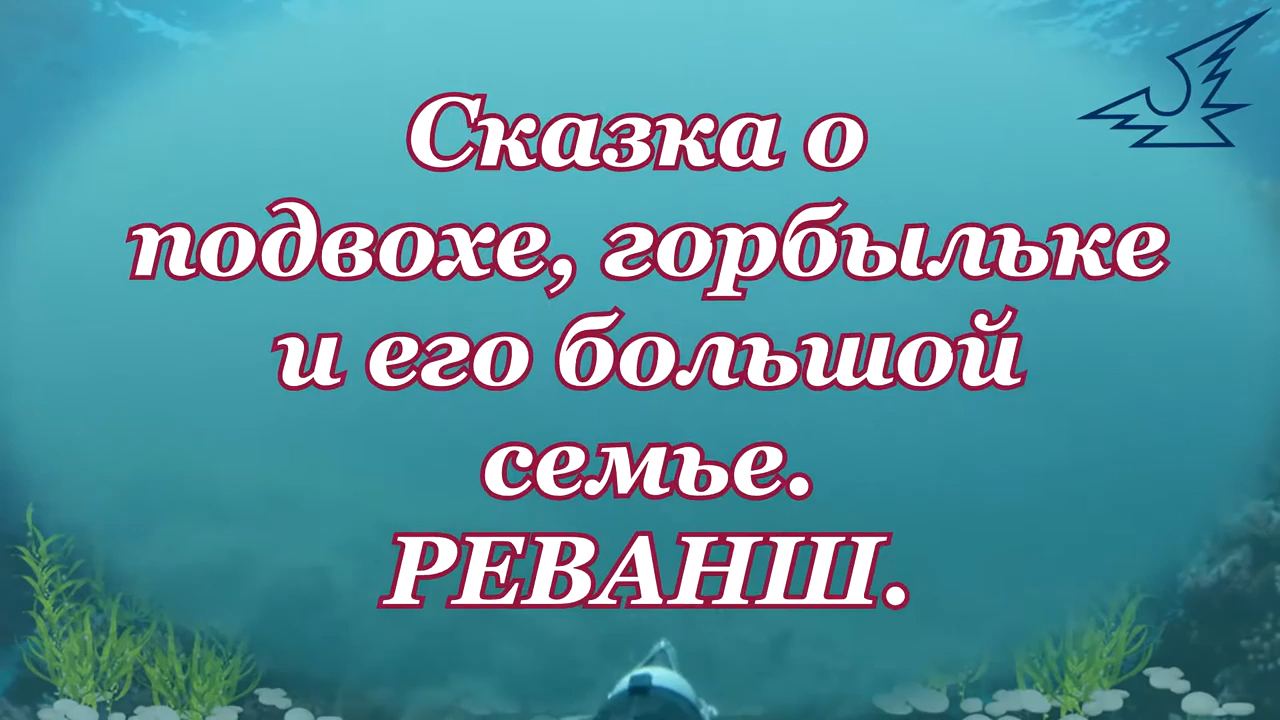 Сказка о
подвохе, горбыльке
и его большой
семье.
РЕВАНШ.